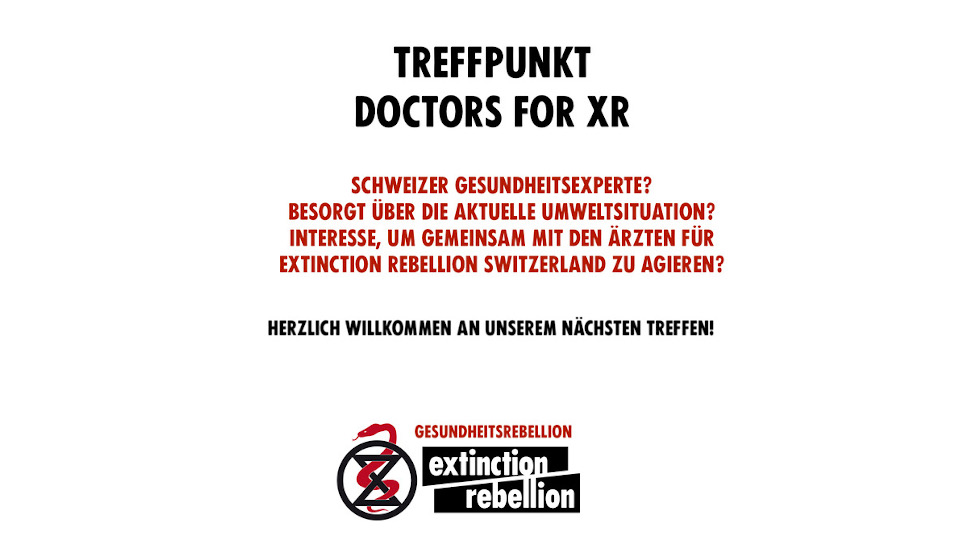 TREFFPUNKT
DOCTORS FOR XR
SCHWEIZER GESUNDHEITSEXPERTE?
BESORGT ÜBER DIE AKTUELLE UMWELTSITUATION?
INTERESSE, UM GEMEINSAM MIT DEN ÄRZTEN FÜR
EXTINCTION REBELLION SWITZERLAND ZU AGIEREN?
HERZLICH WILLKOMMEN AN UNSEREM NÄCHSTEN TREFFEN!
GESUNDHEITSREBELLION
extinction
rebellion